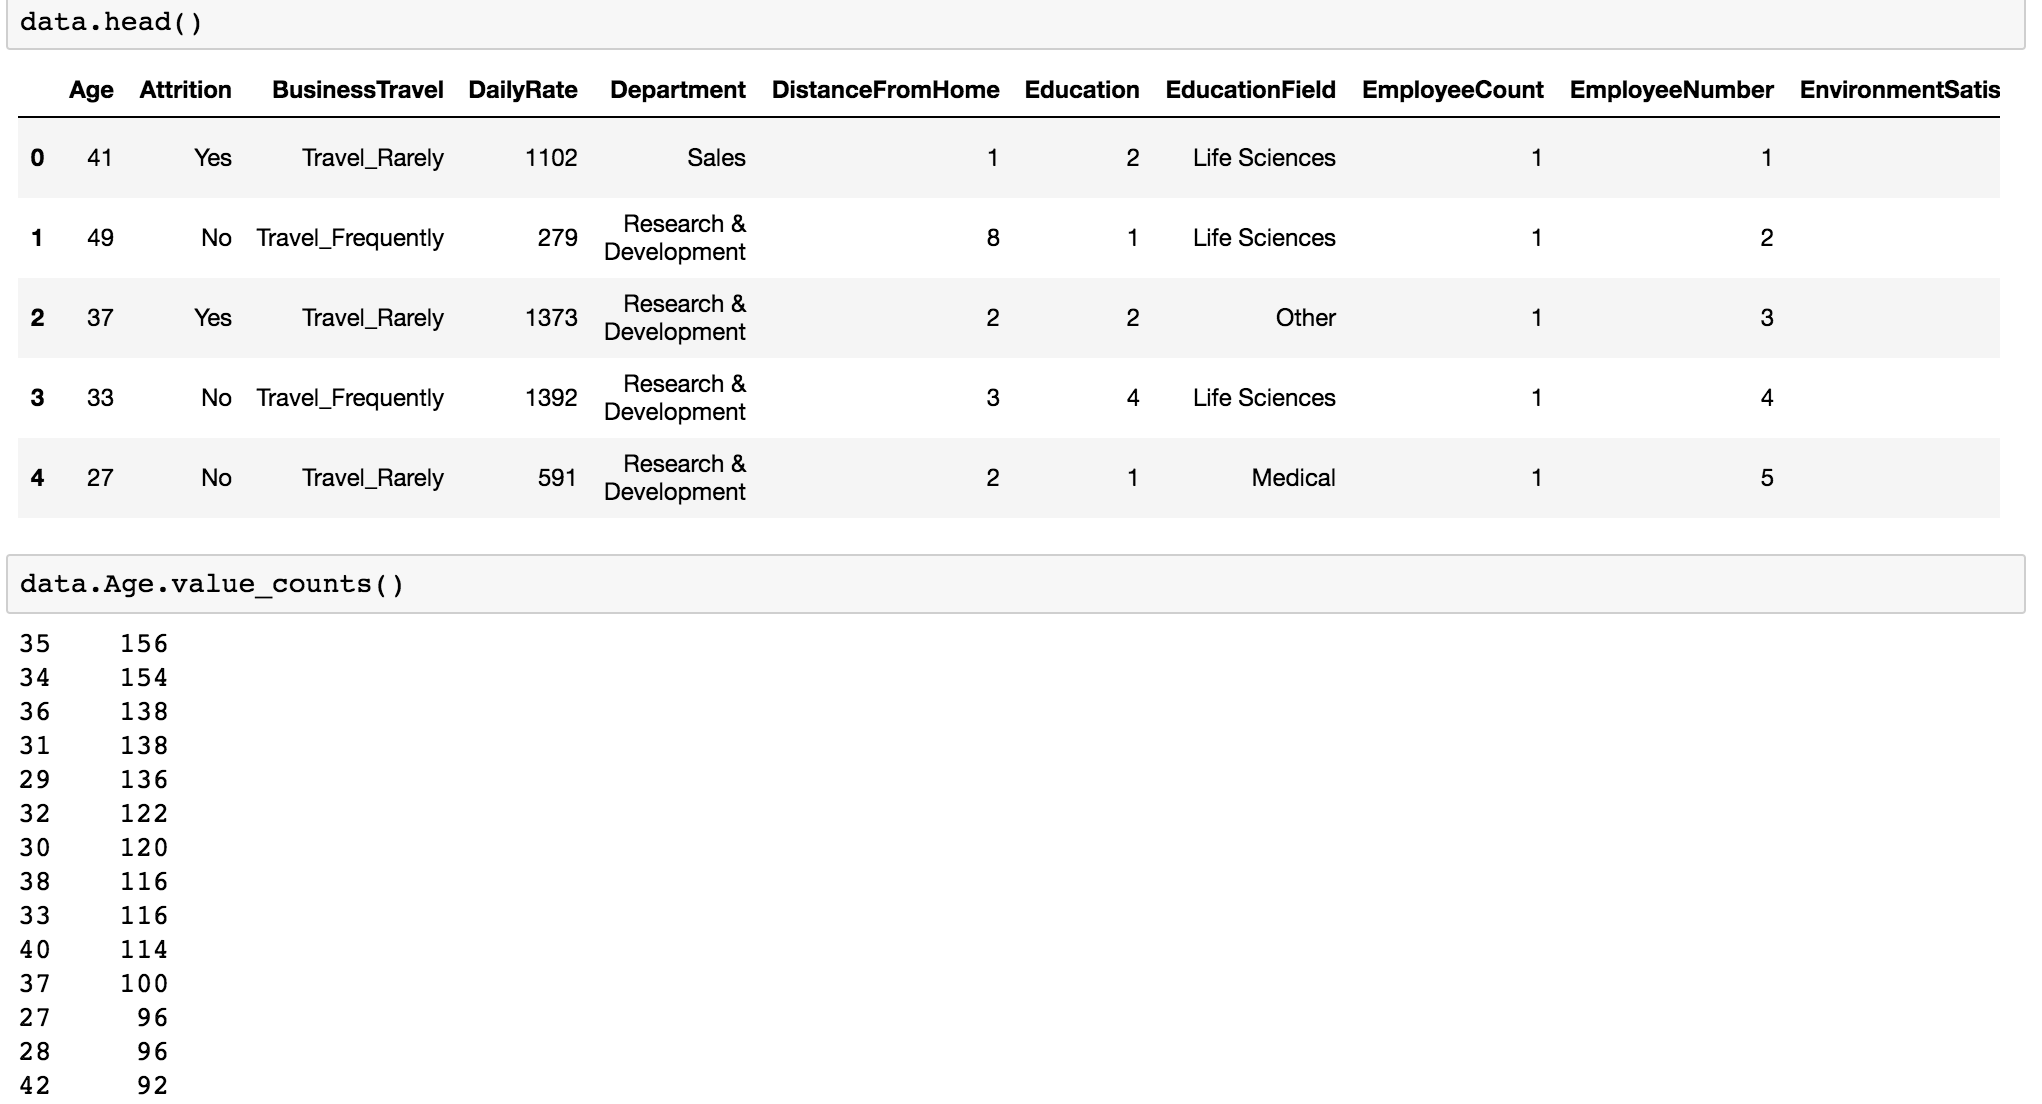 data.head()
Age Attrition BusinessTravel DailyRate Department DistanceFromHome Education EducationField EmployeeCount EmployeeNumber EnvironmentSatis
0 41 Yes Travel_Rarely 1102 Sales 1 2 Life Sciences 1 1
1 49 No Travel_Frequently 279 Research & Development 8 1 Life Sciences 1 2
2 37 Yes Travel_Rarely 1373 Research & Development 2 2 Other 1 3
3 33 No Travel_Frequently 1392 Research & Development 3 4 Life Sciences 1 4
4 27 No Travel_Rarely 591 Research & Development 2 1 Medical 1 5
data.Age.value_counts()
35 156
34 154
36 138
31 138
29 136
32 122
30 120
38 116
33 116
40 114
37 100
27 96
28 96
42 92